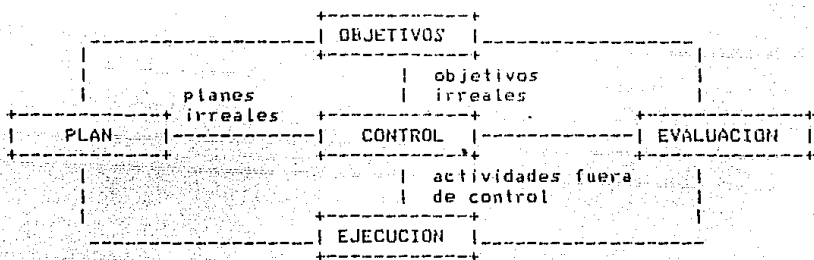 OBJETIVOS
objetivos
irreales
planes
irreales
PLAN
CONTROL
EVALUACION
actividades fuera
de control
EJECUCION